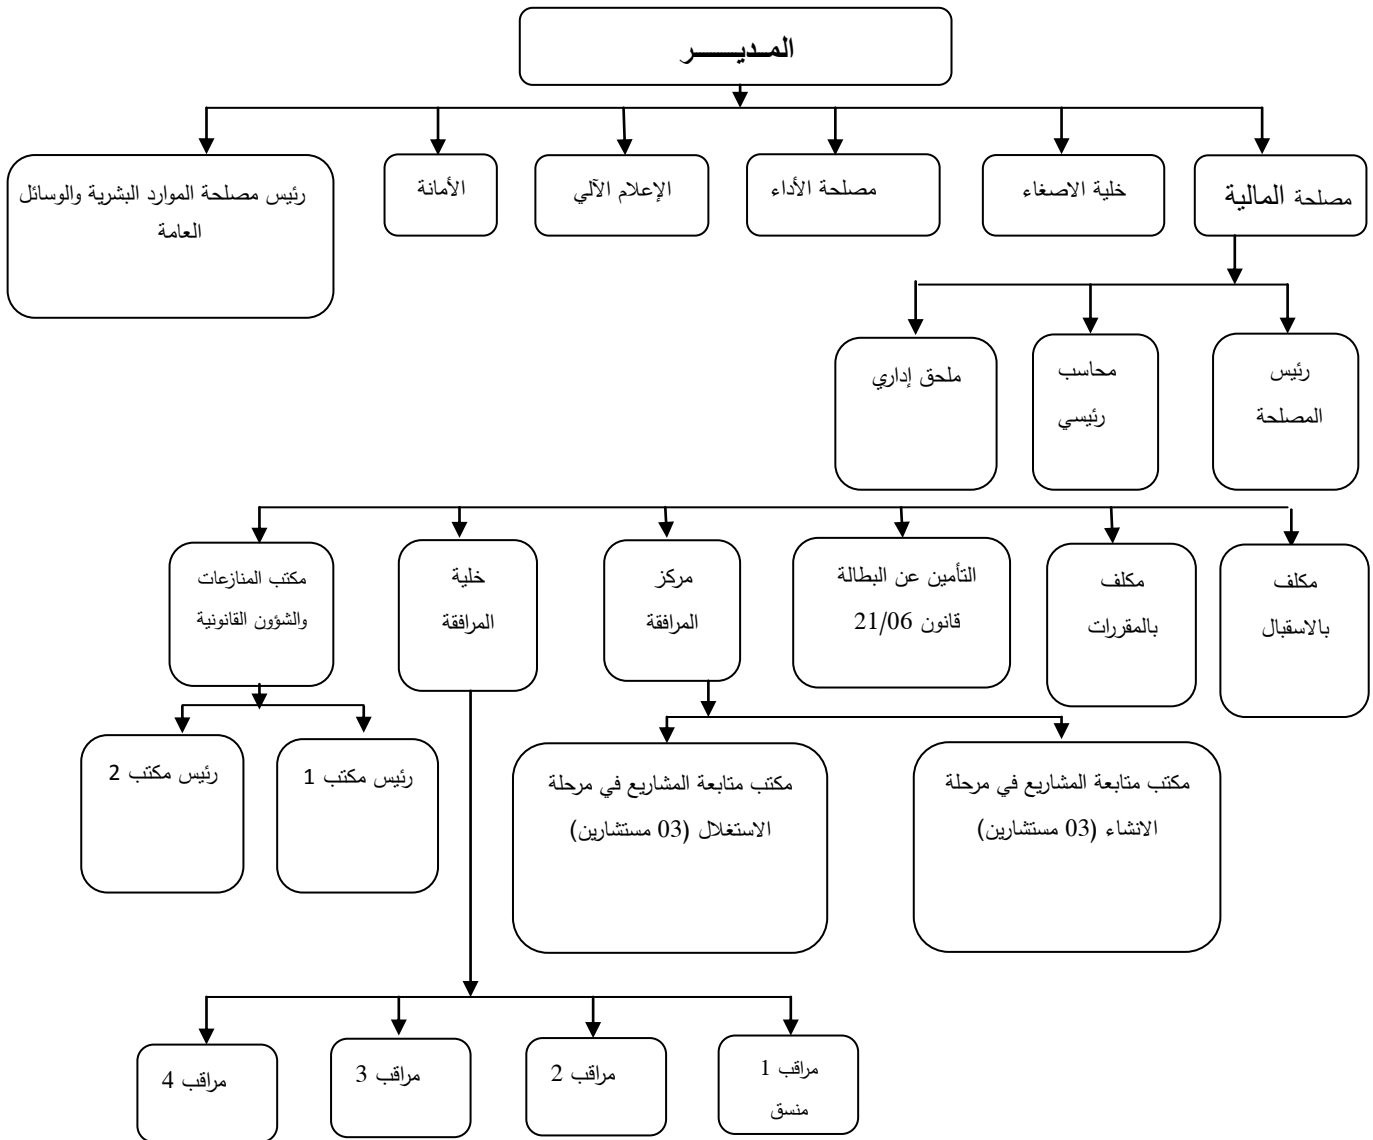 المـديـــــــر
مصلحة المالية
خلية الاصغاء
مصلحة الأداء
الإعلام الآلي
الأمانة
رئيس مصلحة الموارد البشرية والوسائل
العامة
رئيس
المصلحة
محاسب
رئيسي
ملحق إداري
مكلف
بالاسقبال
مكلف
بالمقررات
التأمين عن البطالة
قانون 21/06
مركز
المرافقة
خلية
المرافقة
مكتب المنازعات
والشؤون القانونية
مكتب متابعة المشاريع في مرحلة
الانشاء (03 مستشارين)
مكتب متابعة المشاريع في مرحلة
الاستغلال (03 مستشارين)
رئيس مكتب 1
رئيس مكتب 2
مراقب 1
منسق
مراقب 2
مراقب 3
مراقب 4